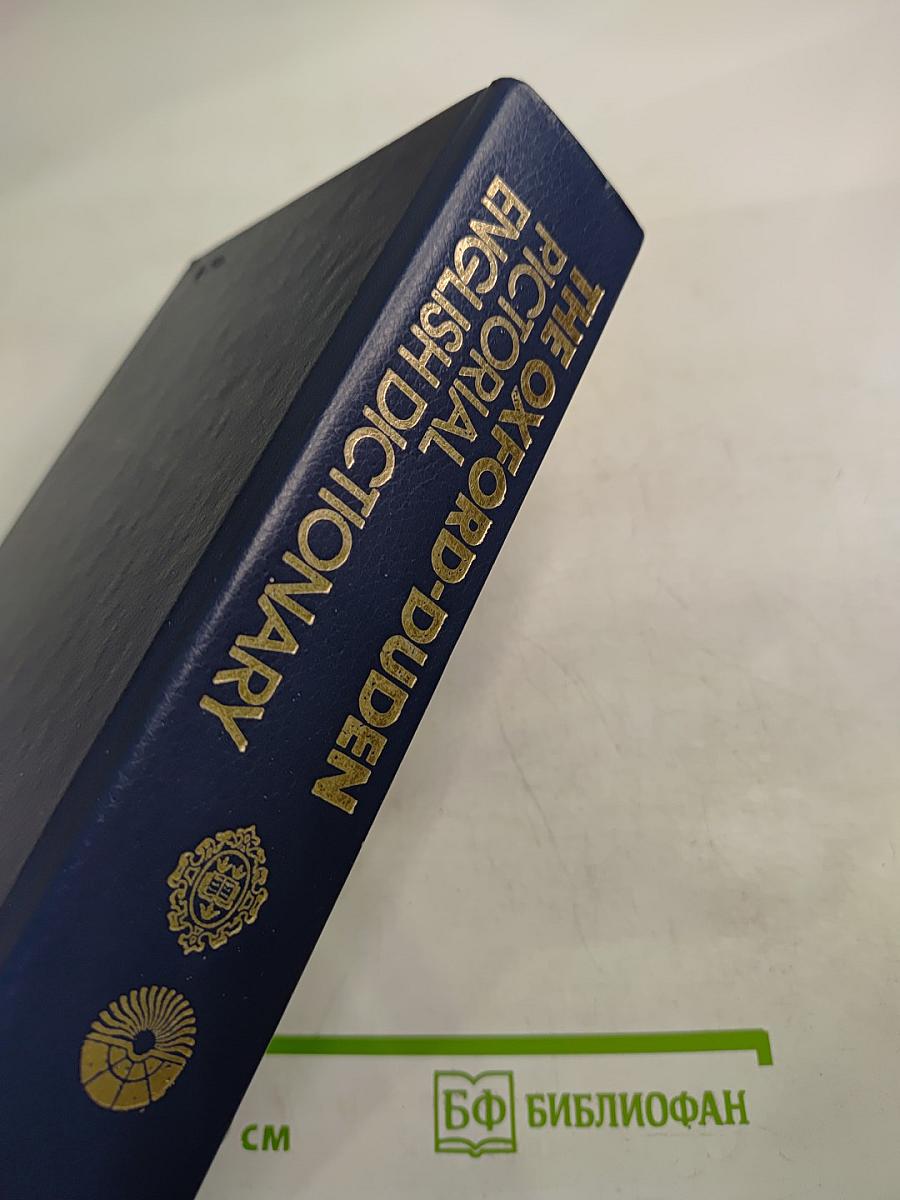 THE OXFORD-DUDEN
PICTORIAL
ENGLISH DICTIONARY
СМ
БФ БИБЛИОФАН